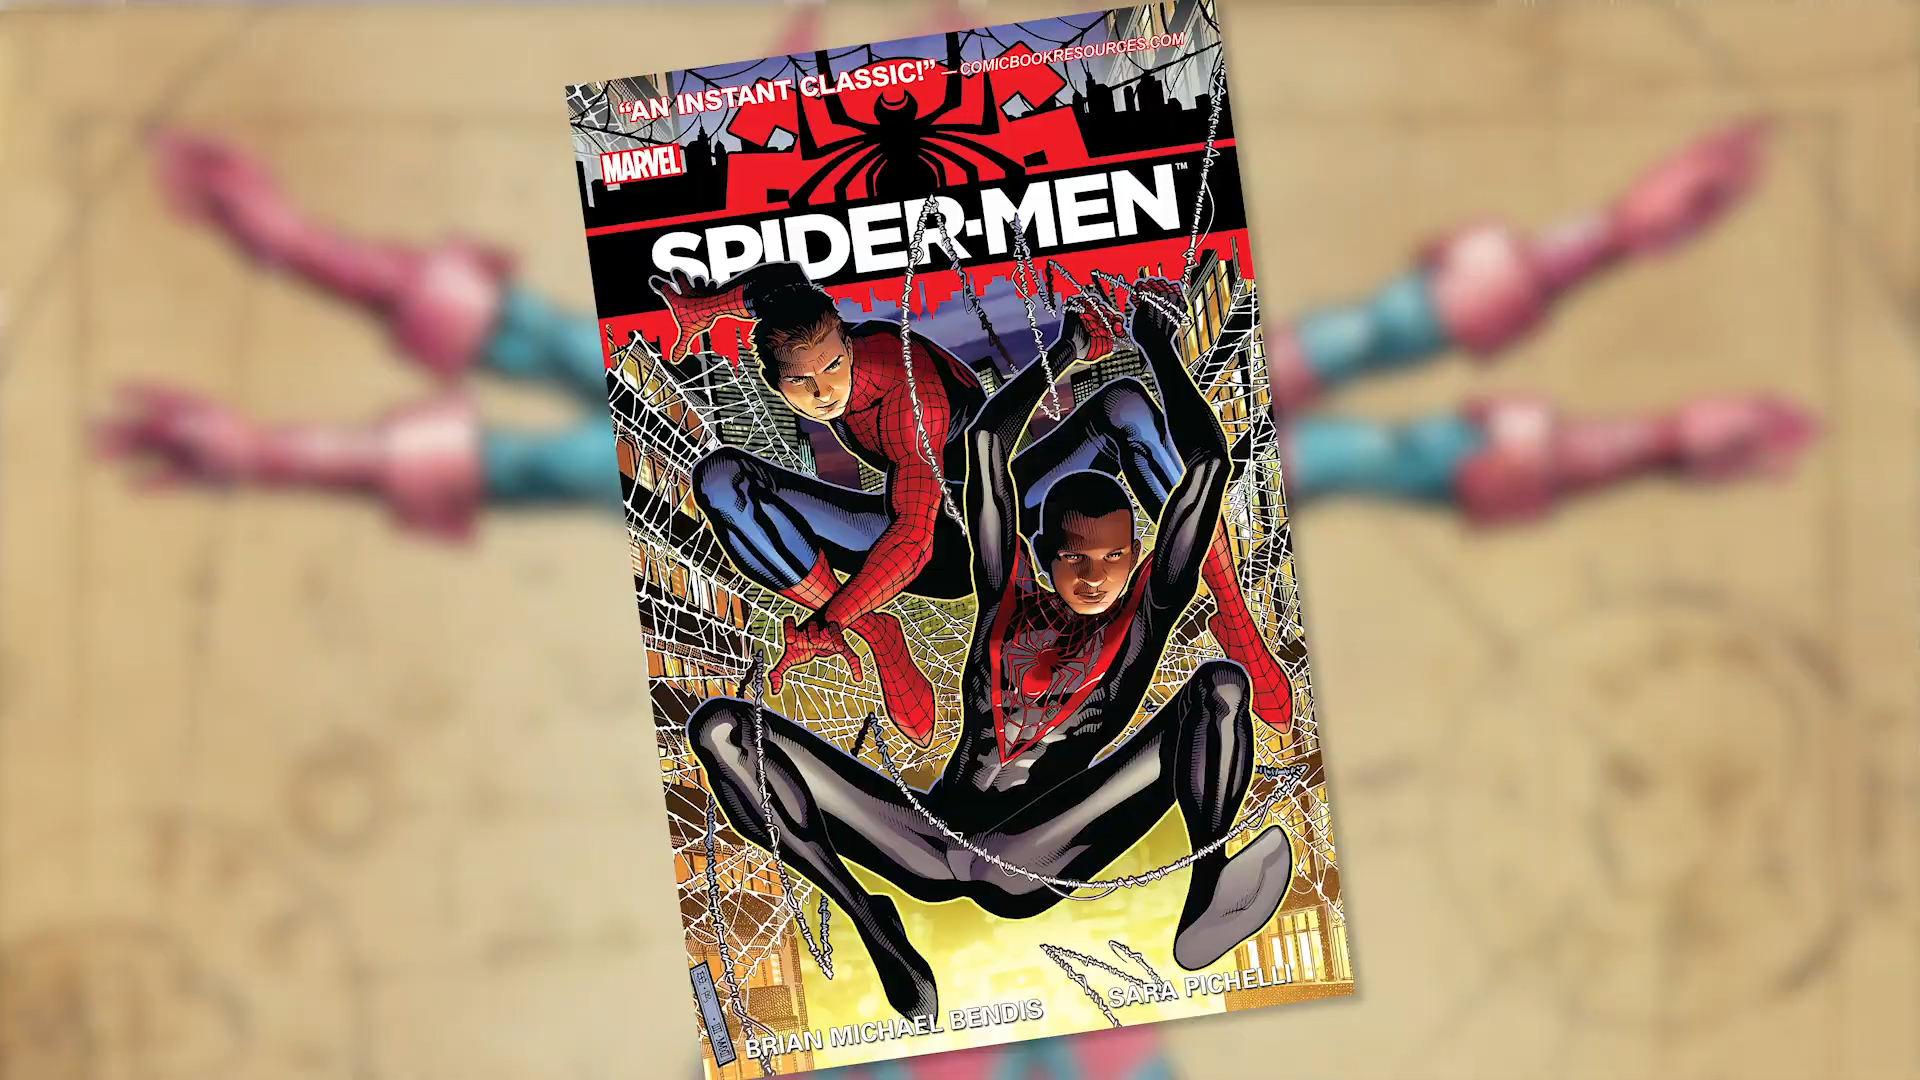 “AN INSTANT CLASSIC!” — COMICBOOKRESOURCES.COM
MARVEL
SPIDER-MEN™
BRIAN MICHAEL BENDIS
SARA PICHELLI